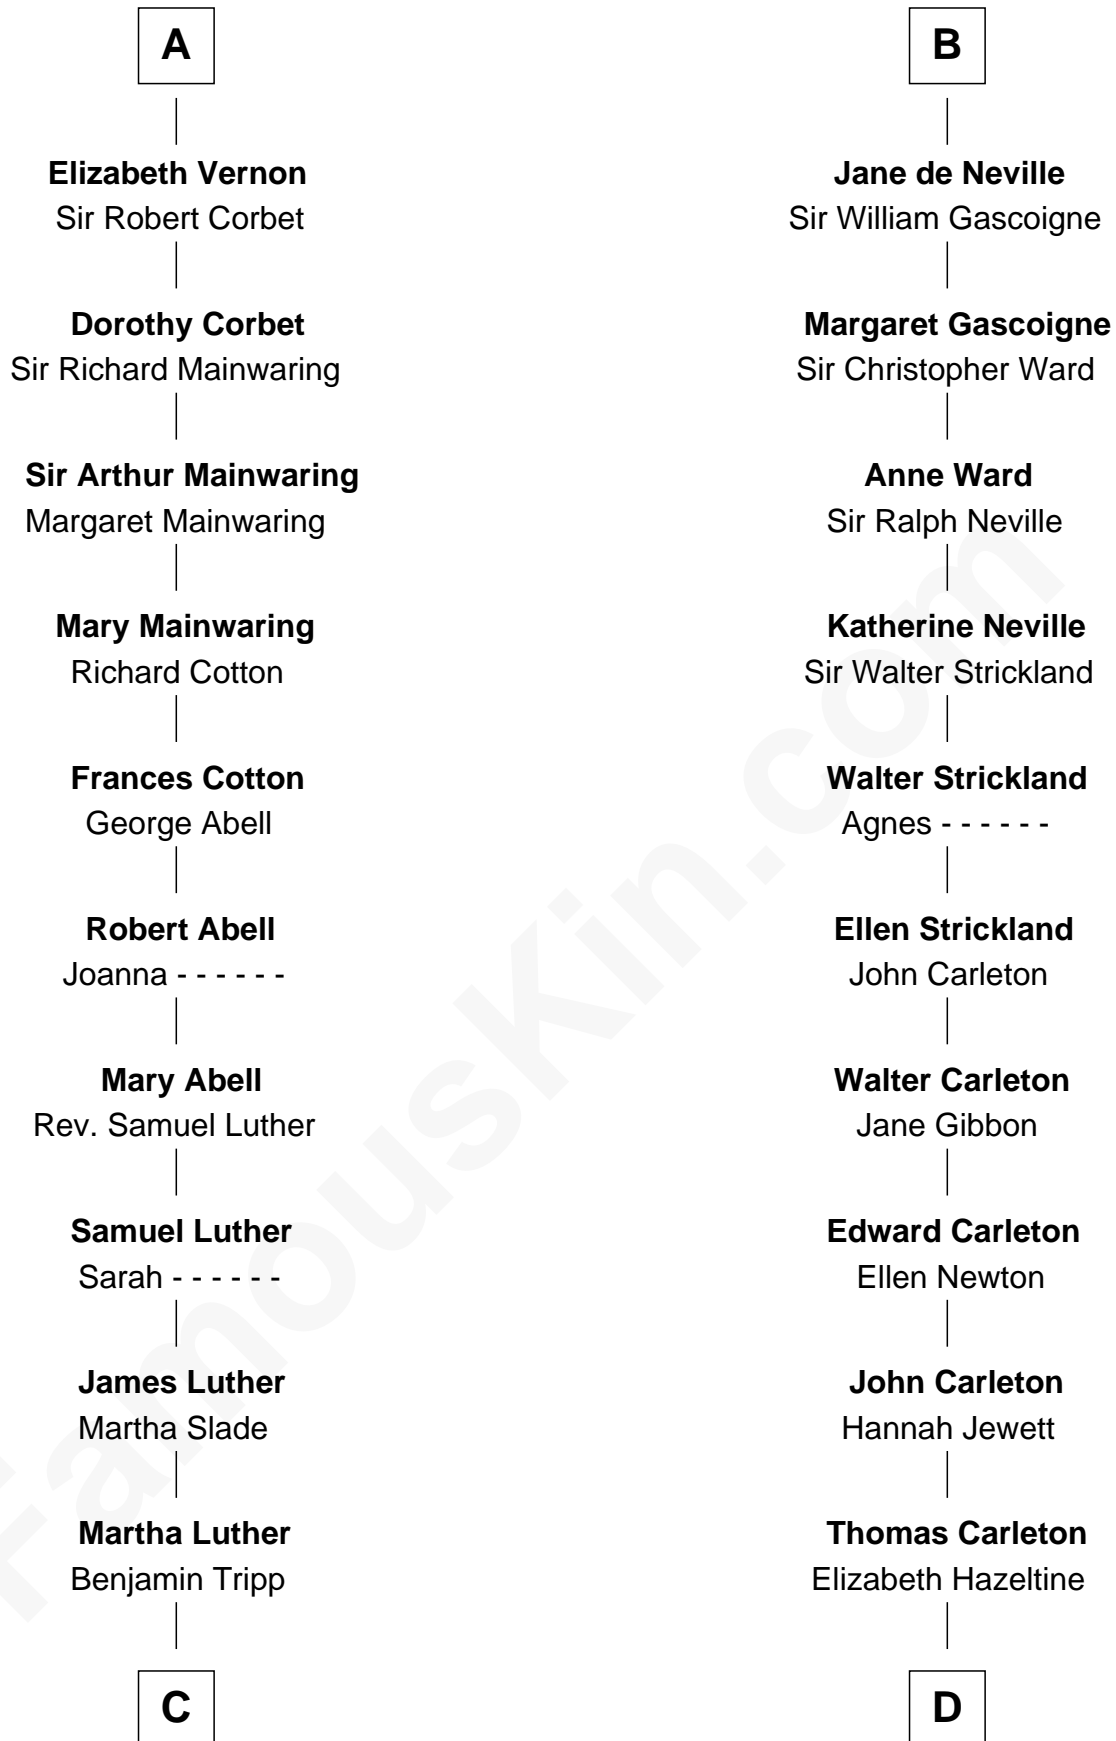 A
Elizabeth Vernon
Sir Robert Corbet
Dorothy Corbet
Sir Richard Mainwaring
Sir Arthur Mainwaring
Margaret Mainwaring
Mary Mainwaring
Richard Cotton
Frances Cotton
George Abell
Robert Abell
Joanna - - - - - -
Mary Abell
Rev. Samuel Luther
Samuel Luther
Sarah - - - - - -
James Luther
Martha Slade
Martha Luther
Benjamin Tripp
C
B
Jane de Neville
Sir William Gascoigne
Margaret Gascoigne
Sir Christopher Ward
Anne Ward
Sir Ralph Neville
Katherine Neville
Sir Walter Strickland
Walter Strickland
Agnes - - - - - -
Ellen Strickland
John Carleton
Walter Carleton
Jane Gibbon
Edward Carleton
Ellen Newton
John Carleton
Hannah Jewett
Thomas Carleton
Elizabeth Hazeltine
D
FamousKin.com